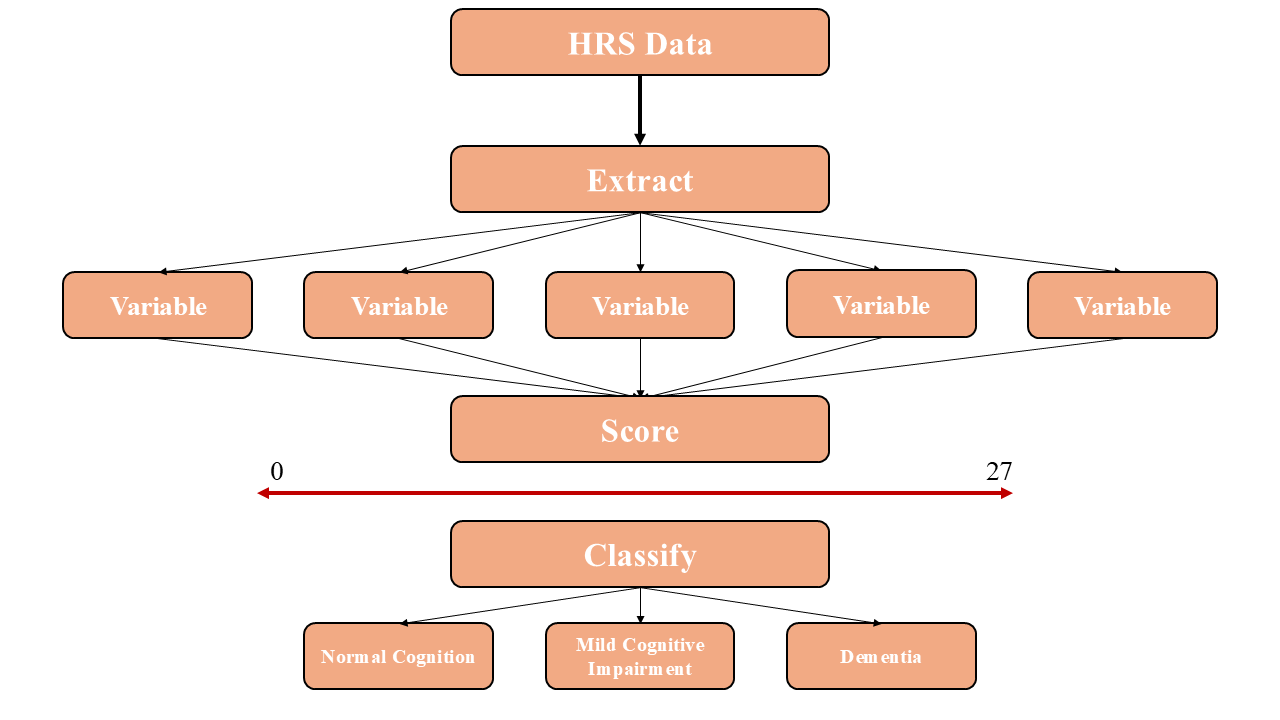 HRS Data
Extract
Variable
Variable
Variable
Variable
Variable
Score
0
27
Classify
Normal Cognition
Mild Cognitive
Impairment
Dementia